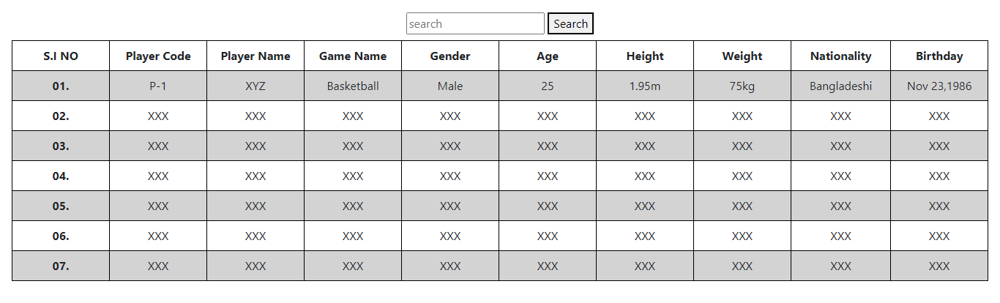 search Search
S.I NO Player Code Player Name Game Name Gender Age Height Weight Nationality Birthday
01. P-1 XYZ Basketball Male 25 1.95m 75kg Bangladeshi Nov 23,1986
02. XXX XXX XXX XXX XXX XXX XXX XXX XXX
03. XXX XXX XXX XXX XXX XXX XXX XXX XXX
04. XXX XXX XXX XXX XXX XXX XXX XXX XXX
05. XXX XXX XXX XXX XXX XXX XXX XXX XXX
06. XXX XXX XXX XXX XXX XXX XXX XXX XXX
07. XXX XXX XXX XXX XXX XXX XXX XXX XXX